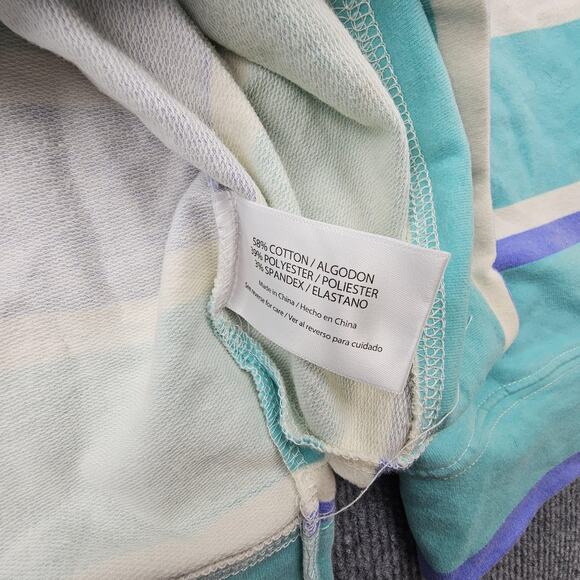 58% COTTON / ALGODON
39% POLYESTER / POLIESTER
3% SPANDEX / ELASTANO
Made in China / Hecho en China
See reverse for care / Ver al reverso para cuidado